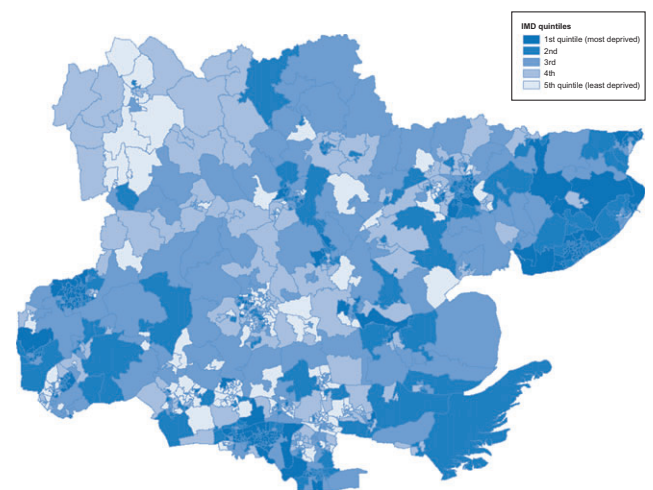 IMD quintiles
1st quintile (most deprived)
2nd
3rd
4th
5th quintile (least deprived)